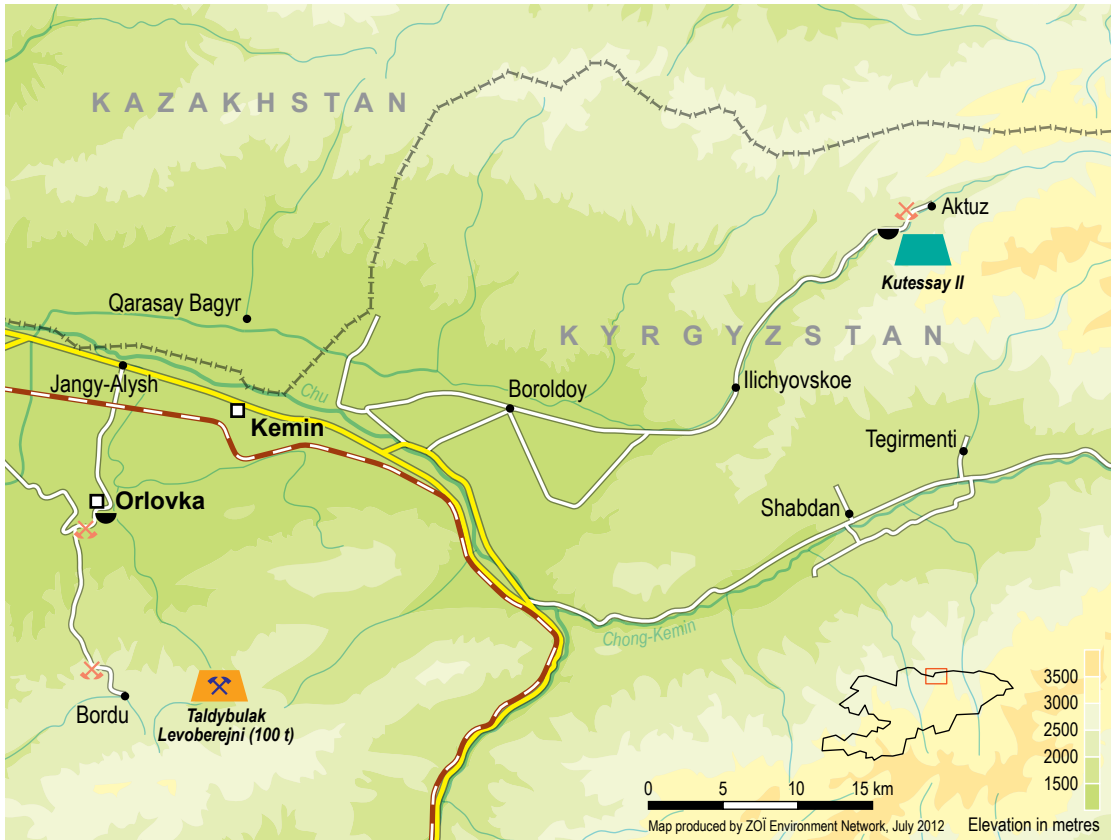 KAZAKHSTAN
Aktuz
Kutessay II
Qarasay Bagyr
KYRGYZSTAN
Jangy-Alysh
Chu
Boroldoy
Ilichyovskoe
Kemin
Tegirmenti
Orlovka
Shabdan
Chong-Kemin
Bordu
Taldybulak
Levoberejni (100 t)
3500
3000
2500
2000
1500
0 5 10 15 km
Map produced by ZOÏ Environment Network, July 2012
Elevation in metres